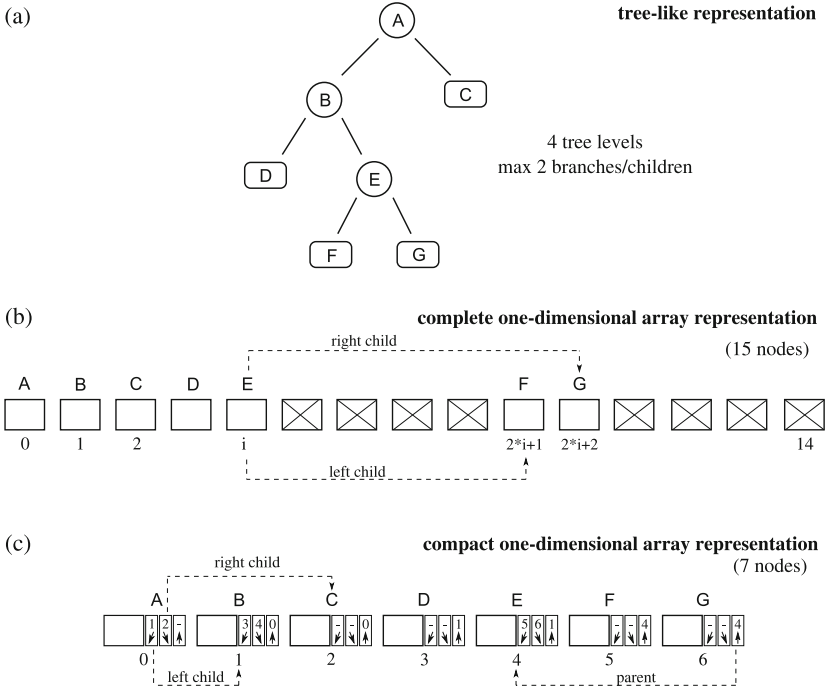 (a) tree-like representation
A
B C
4 tree levels
max 2 branches/children
D E
F G
(b) complete one-dimensional array representation
(15 nodes)
right child
A B C D E F G
0 1 2 i 2*i+1 2*i+2 14
left child
(c) compact one-dimensional array representation
(7 nodes)
right child
A B C D E F G
1 2 - 3 4 0 - - 0 - - 1 5 6 1 - - 4 - - 4
0 1 2 3 4 5 6
left child parent